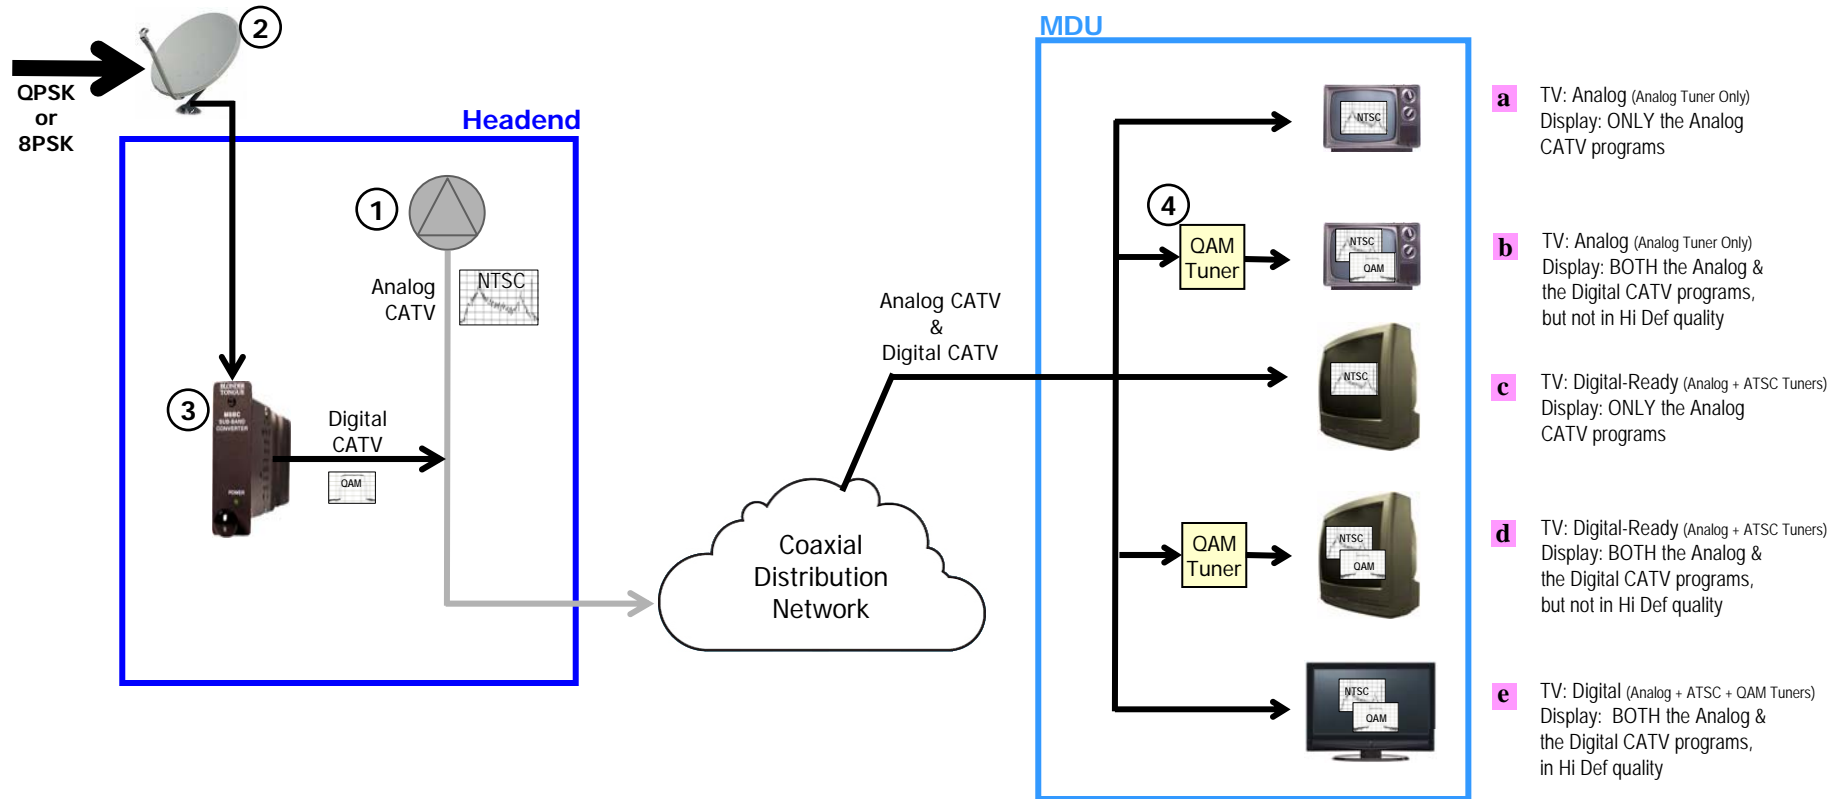 MDU
2
QPSK
or
8PSK
Headend
1
Analog
CATV
NTSC
3
BLONDER
TONGUE
SUB-BAND
CONVERTER
POWER
Digital
CATV
QAM
Coaxial
Distribution
Network
Analog CATV
&
Digital CATV
NTSC
a
TV: Analog (Analog Tuner Only)
Display: ONLY the Analog
CATV programs
4
QAM
Tuner
NTSC
QAM
b
TV: Analog (Analog Tuner Only)
Display: BOTH the Analog &
the Digital CATV programs,
but not in Hi Def quality
NTSC
c
TV: Digital-Ready (Analog + ATSC Tuners)
Display: ONLY the Analog
CATV programs
QAM
Tuner
NTSC
QAM
d
TV: Digital-Ready (Analog + ATSC Tuners)
Display: BOTH the Analog &
the Digital CATV programs,
but not in Hi Def quality
NTSC
QAM
e
TV: Digital (Analog + ATSC + QAM Tuners)
Display: BOTH the Analog &
the Digital CATV programs,
in Hi Def quality